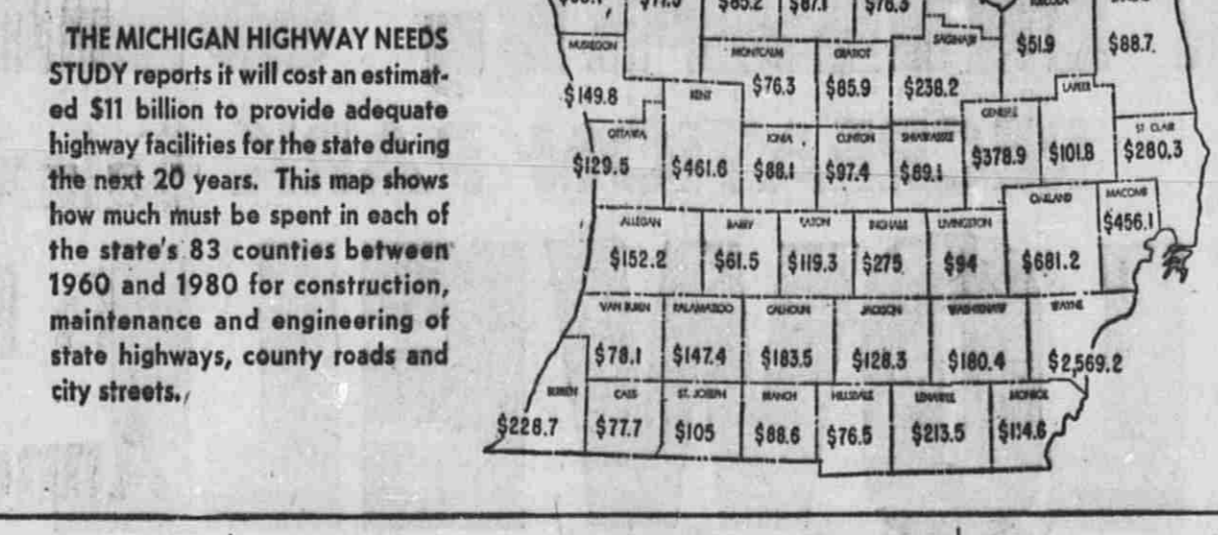 THE MICHIGAN HIGHWAY NEEDS
STUDY reports it will cost an estimat-
ed $11 billion to provide adequate
highway facilities for the state during
the next 20 years. This map shows
how much must be spent in each of
the state's 83 counties between
1960 and 1980 for construction,
maintenance and engineering of
state highways, county roads and
city streets.
$85.2 $87.1 $76.3
MUSKEGON MONTCALM GRATIOT SAGINAW
$51.9 $88.7
$149.8 KENT $76.3 $85.9 $238.2 LAPEER
GENESEE
OTTAWA IONIA CLINTON SHIAWASSEE ST CLAIR
$129.5 $461.6 $88.1 $97.4 $89.1 $378.9 $101.8 $280.3
OAKLAND MACOMB
ALLEGAN BARRY EATON INGHAM LIVINGSTON $456.1
$152.2 $61.5 $119.3 $275 $94 $681.2
VAN BUREN KALAMAZOO CALHOUN JACKSON WASHTENAW WAYNE
$78.1 $147.4 $183.5 $128.3 $180.4 $2,569.2
BERRIEN CASS ST. JOSEPH BRANCH HILLSDALE LENAWEE MONROE
$228.7 $77.7 $105 $88.6 $76.5 $213.5